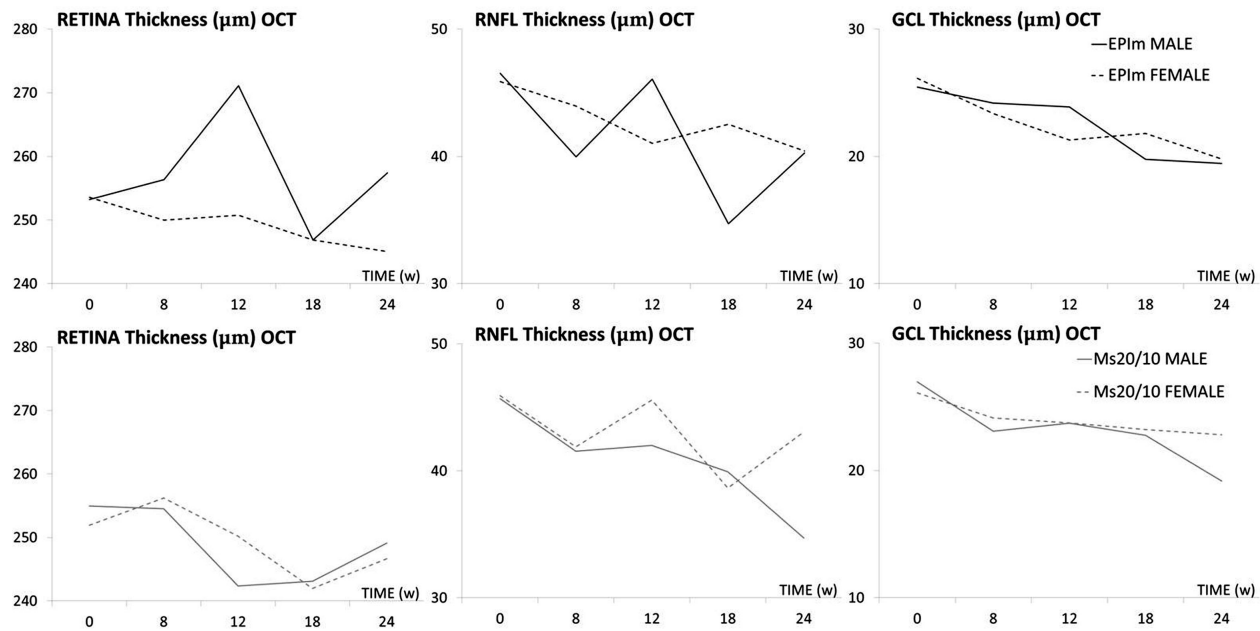 RETINA Thickness (µm) OCT
280
270
260
250
240
0 8 12 18 24
TIME (w)
RNFL Thickness (µm) OCT
50
40
30
0 8 12 18 24
TIME (w)
GCL Thickness (µm) OCT
EPIm MALE
EPIm FEMALE
30
20
10
0 8 12 18 24
TIME (w)
RETINA Thickness (µm) OCT
280
270
260
250
240
0 8 12 18 24
TIME (w)
RNFL Thickness (µm) OCT
50
40
30
0 8 12 18 24
TIME (w)
GCL Thickness (µm) OCT
Ms20/10 MALE
Ms20/10 FEMALE
30
20
10
0 8 12 18 24
TIME (w)